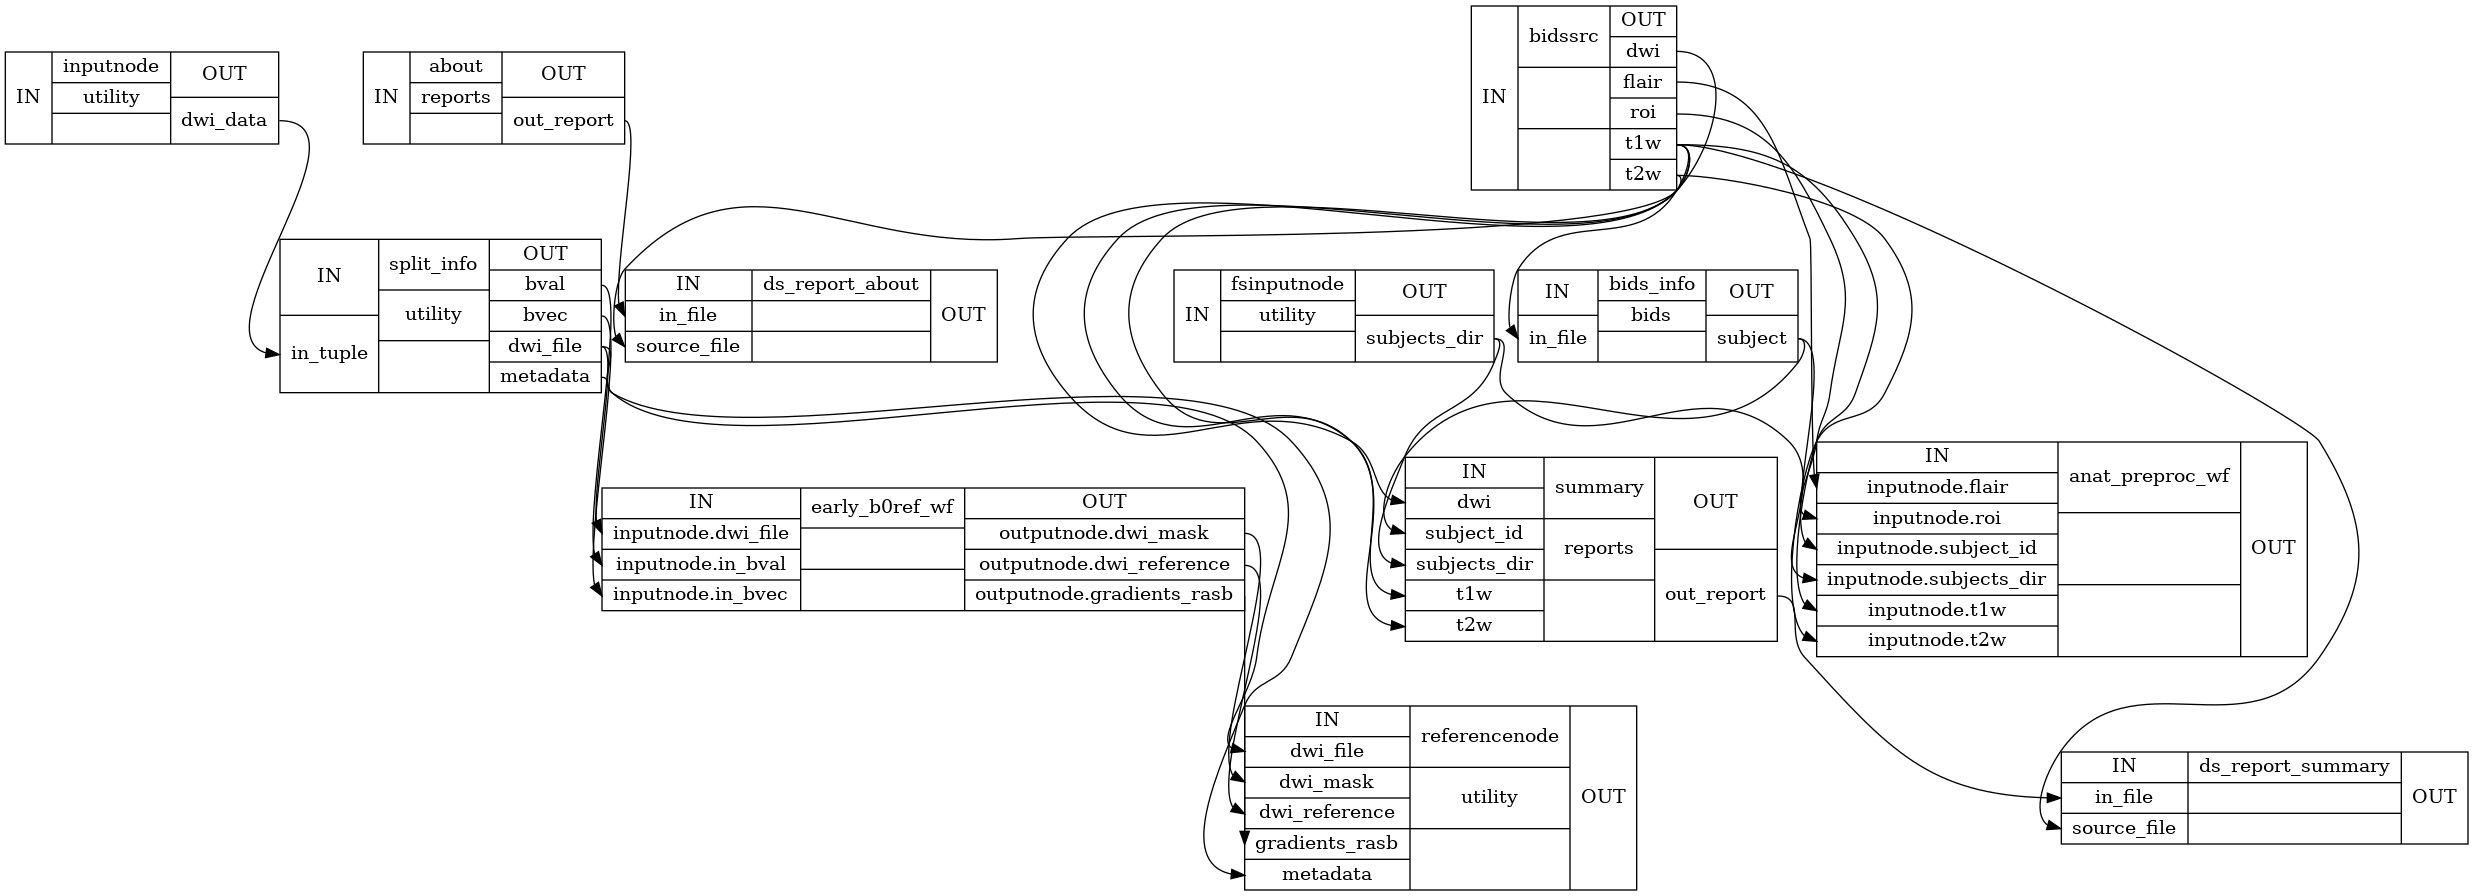 IN
inputnode
utility
OUT
dwi_data
IN
about
reports
OUT
out_report
IN
bidssrc
OUT
dwi
flair
roi
t1w
t2w
IN
in_tuple
split_info
utility
OUT
bval
bvec
dwi_file
metadata
IN
in_file
source_file
ds_report_about
OUT
IN
fsinputnode
utility
OUT
subjects_dir
IN
in_file
bids_info
bids
OUT
subject
IN
inputnode.dwi_file
inputnode.in_bval
inputnode.in_bvec
early_b0ref_wf
OUT
outputnode.dwi_mask
outputnode.dwi_reference
outputnode.gradients_rasb
IN
dwi
subject_id
subjects_dir
t1w
t2w
summary
reports
OUT
out_report
IN
inputnode.flair
inputnode.roi
inputnode.subject_id
inputnode.subjects_dir
inputnode.t1w
inputnode.t2w
anat_preproc_wf
OUT
IN
dwi_file
dwi_mask
dwi_reference
gradients_rasb
metadata
referencenode
utility
OUT
IN
in_file
source_file
ds_report_summary
OUT